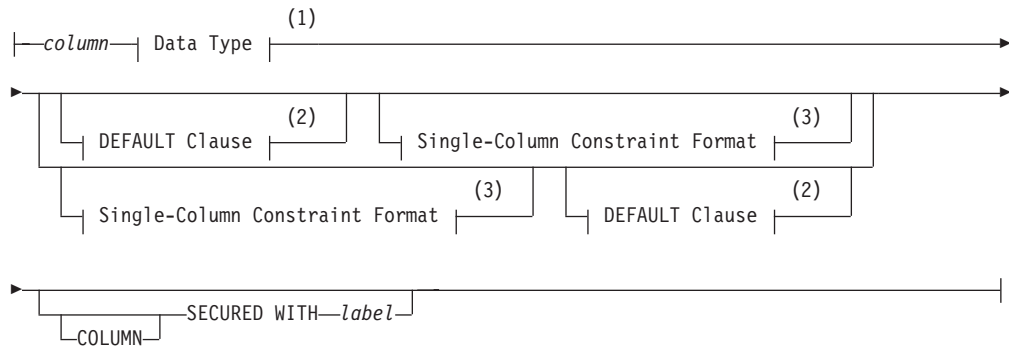 (1)
column Data Type
(2) (3)
DEFAULT Clause Single-Column Constraint Format
(3) (2)
Single-Column Constraint Format DEFAULT Clause
SECURED WITH label
COLUMN